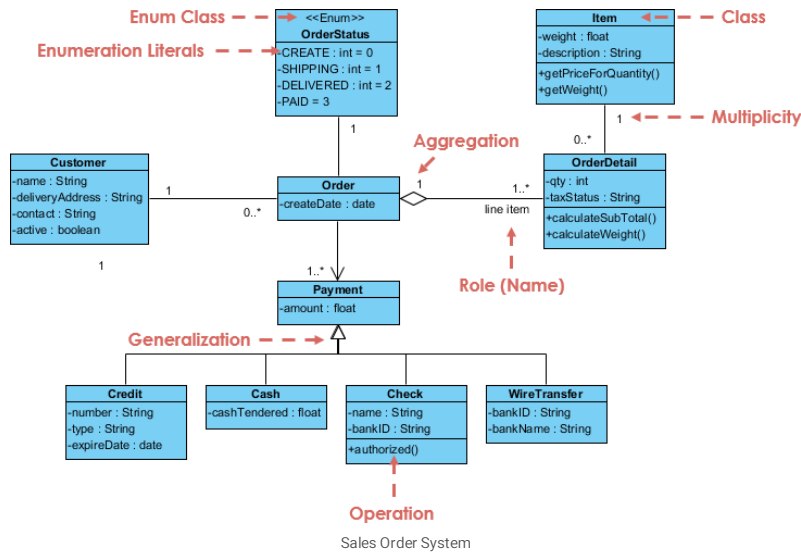 Enum Class
<<Enum>>
OrderStatus
Enumeration Literals
-CREATE : int = 0
-SHIPPING : int = 1
-DELIVERED : int = 2
-PAID = 3
Item
Class
-weight : float
-description : String
+getPriceForQuantity()
+getWeight()
1
1
Multiplicity
0..*
Aggregation
Customer
-name : String
-deliveryAddress : String
-contact : String
-active : boolean
1
0..*
1
Order
-createDate : date
1
1..*
line item
OrderDetail
-qty : int
-taxStatus : String
+calculateSubTotal()
+calculateWeight()
Role (Name)
1..*
Payment
-amount : float
Generalization
Credit
-number : String
-type : String
-expireDate : date
Cash
-cashTendered : float
Check
-name : String
-bankID : String
+authorized()
WireTransfer
-bankID : String
-bankName : String
Operation
Sales Order System